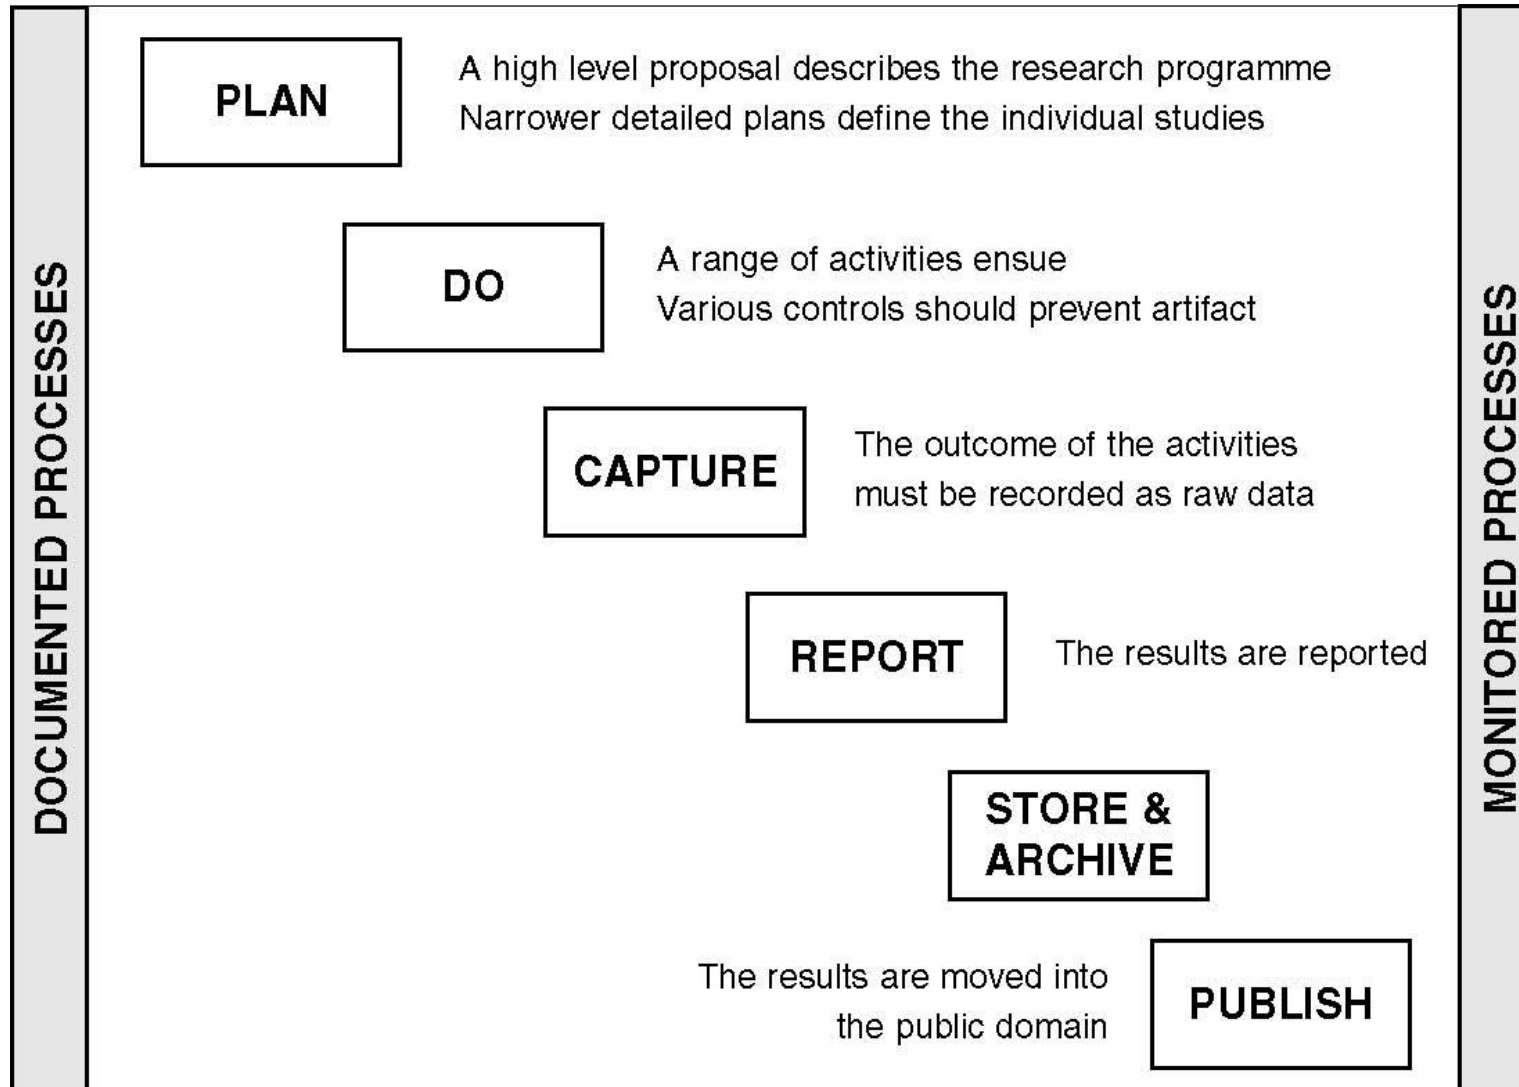 DOCUMENTED PROCESSES
PLAN
A high level proposal describes the research programme
Narrower detailed plans define the individual studies
DO
A range of activities ensue
Various controls should prevent artifact
CAPTURE
The outcome of the activities
must be recorded as raw data
REPORT
The results are reported
STORE &
ARCHIVE
The results are moved into
the public domain
PUBLISH
MONITORED PROCESSES